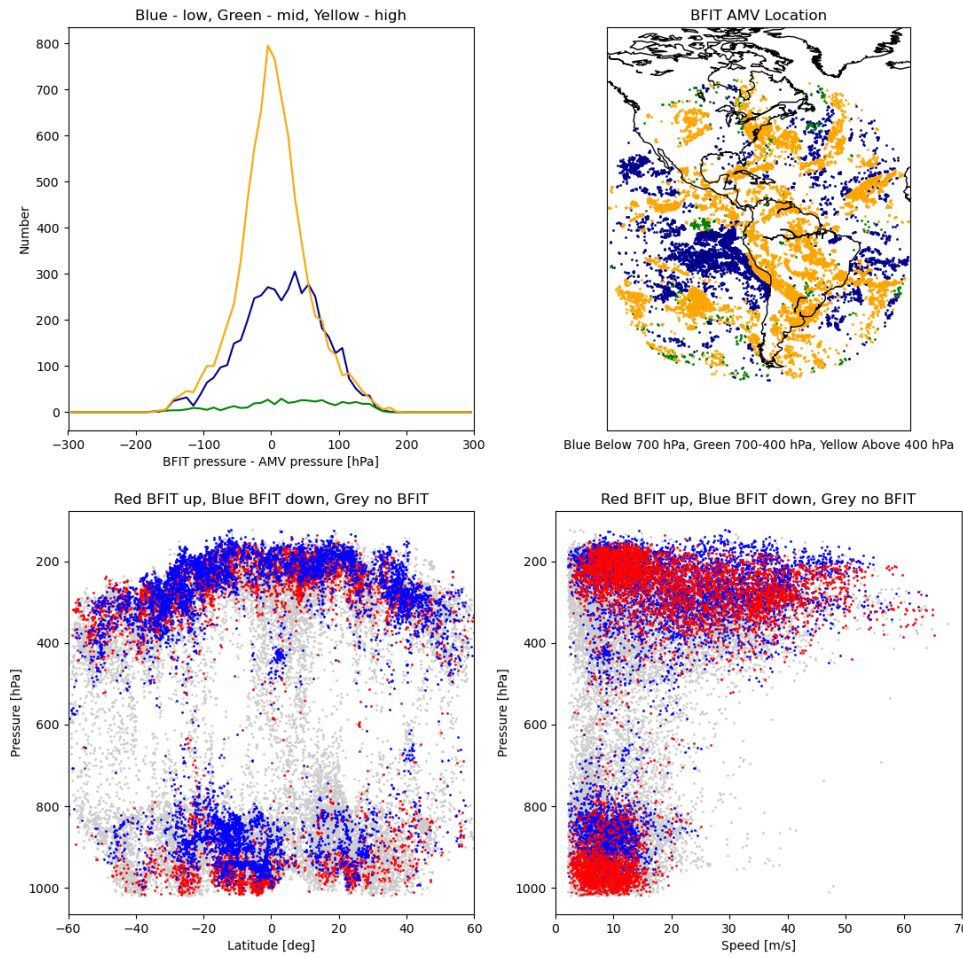 Blue - low, Green - mid, Yellow - high
800
700
600
500
400
300
200
100
0
Number
−300 −200 −100 0 100 200 300
BFIT pressure - AMV pressure [hPa]
BFIT AMV Location
Blue Below 700 hPa, Green 700-400 hPa, Yellow Above 400 hPa
Red BFIT up, Blue BFIT down, Grey no BFIT
200
400
600
800
1000
Pressure [hPa]
−60 −40 −20 0 20 40 60
Latitude [deg]
Red BFIT up, Blue BFIT down, Grey no BFIT
200
400
600
800
1000
Pressure [hPa]
0 10 20 30 40 50 60 70
Speed [m/s]